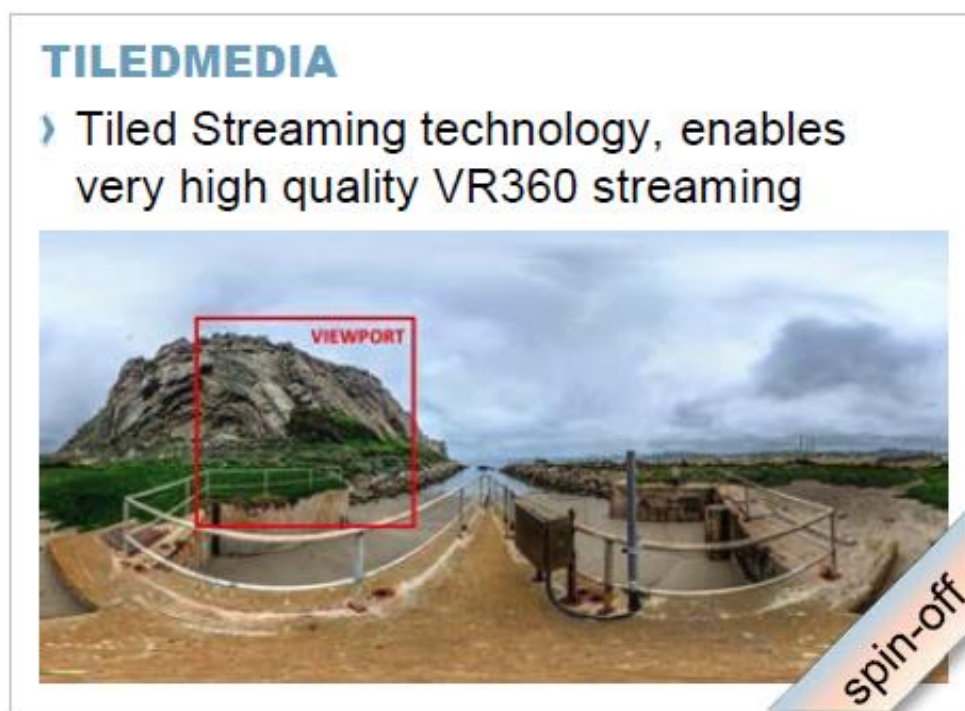 TILEDMEDIA
› Tiled Streaming technology, enables
very high quality VR360 streaming
VIEWPORT
spin-off